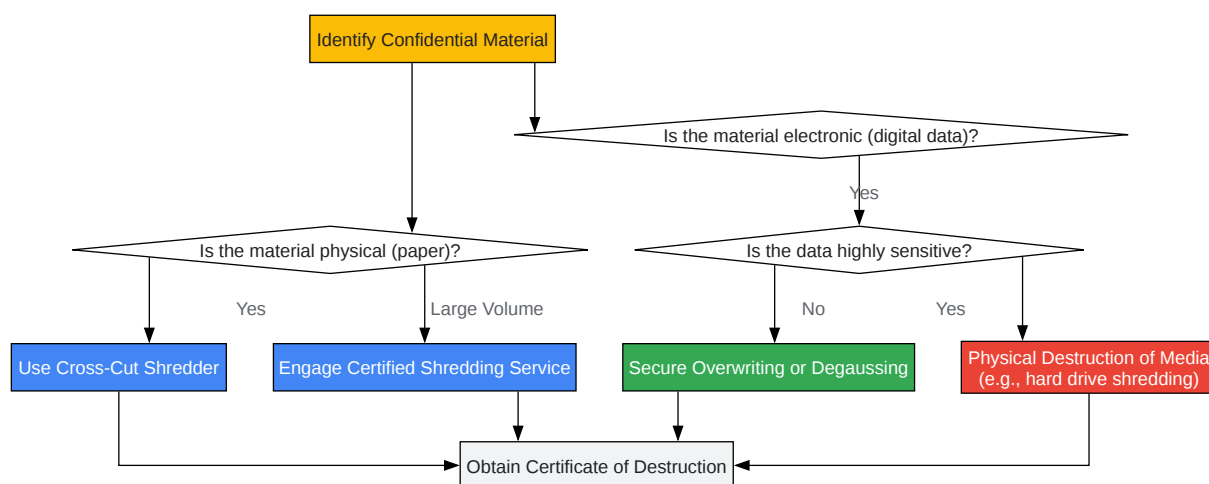 Identify Confidential Material
Is the material electronic (digital data)?
Yes
Is the material physical (paper)?
Is the data highly sensitive?
Yes
Large Volume
No
Yes
Use Cross-Cut Shredder
Engage Certified Shredding Service
Secure Overwriting or Degaussing
Physical Destruction of Media
(e.g., hard drive shredding)
Obtain Certificate of Destruction